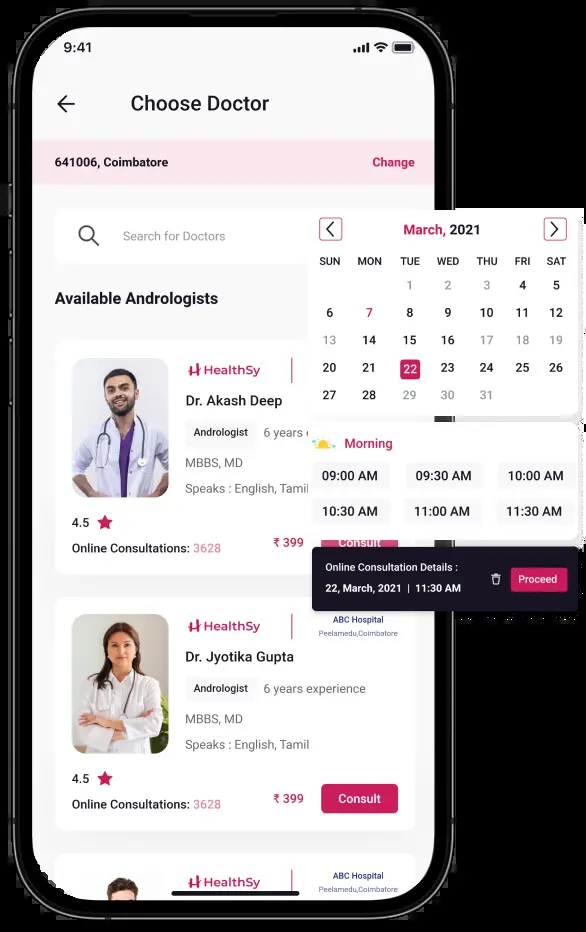 9:41
Choose Doctor
641006, Coimbatore Change
Search for Doctors
March, 2021
SUN MON TUE WED THU FRI SAT
1 2 3 4 5
6 7 8 9 10 11 12
13 14 15 16 17 18 19
20 21 22 23 24 25 26
27 28 29 30 31
Available Andrologists
HealthSy
Dr. Akash Deep
Andrologist 6 years
MBBS, MD
Speaks : English, Tamil
4.5
Online Consultations: 3628
₹ 399 Consult
Morning
09:00 AM 09:30 AM 10:00 AM
10:30 AM 11:00 AM 11:30 AM
Online Consultation Details :
22, March, 2021 | 11:30 AM
Proceed
HealthSy
ABC Hospital
Peelamedu,Coimbatore
Dr. Jyotika Gupta
Andrologist 6 years experience
MBBS, MD
Speaks : English, Tamil
4.5
Online Consultations: 3628
₹ 399 Consult
HealthSy
ABC Hospital
Peelamedu,Coimbatore